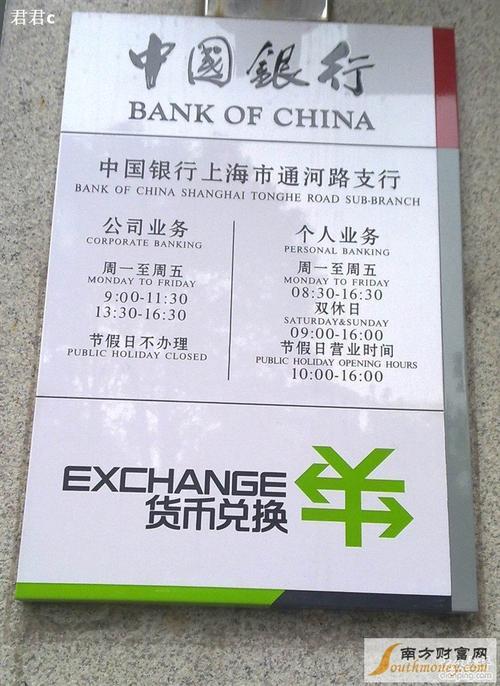 君君c
中國銀行
BANK OF CHINA
中国银行上海市通河路支行
BANK OF CHINA SHANGHAI TONGHE ROAD SUB-BRANCH
公司业务
CORPORATE BANKING
周一至周五
MONDAY TO FRIDAY
9:00-11:30
13:30-16:30
节假日不办理
PUBLIC HOLIDAY CLOSED
个人业务
PERSONAL BANKING
周一至周五
MONDAY TO FRIDAY
08:30-16:30
双休日
SATURDAY&SUNDAY
09:00-16:00
节假日营业时间
PUBLIC HOLIDAY OPENING HOURS
10:00-16:00
EXCHANGE
货币兑换
南方财富网
Southmoney.com
dianping.com